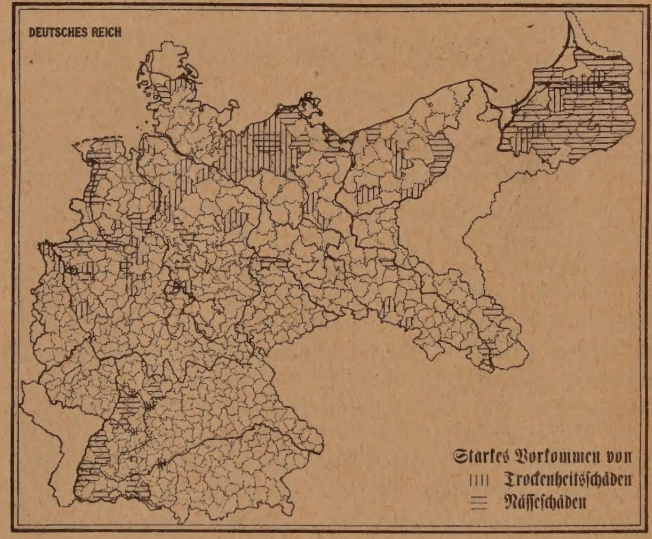 DEUTSCHES REICH
Starkes Vorkommen von
Trockenheitsschäden
Nässeschäden